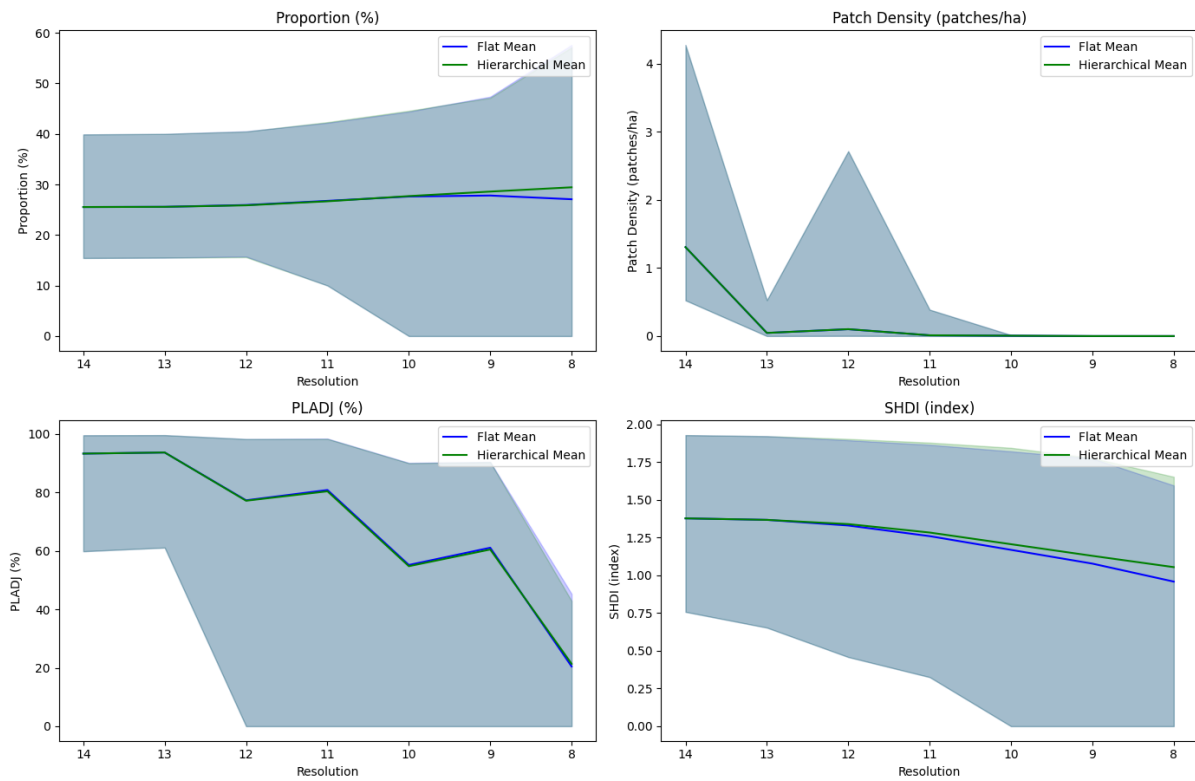 Proportion (%)
Proportion (%)
60
50
40
30
20
10
0
Flat Mean
Hierarchical Mean
14 13 12 11 10 9 8
Resolution
Patch Density (patches/ha)
Patch Density (patches/ha)
4
3
2
1
0
Flat Mean
Hierarchical Mean
14 13 12 11 10 9 8
Resolution
PLADJ (%)
PLADJ (%)
100
80
60
40
20
0
Flat Mean
Hierarchical Mean
14 13 12 11 10 9 8
Resolution
SHDI (index)
SHDI (index)
2.00
1.75
1.50
1.25
1.00
0.75
0.50
0.25
0.00
Flat Mean
Hierarchical Mean
14 13 12 11 10 9 8
Resolution